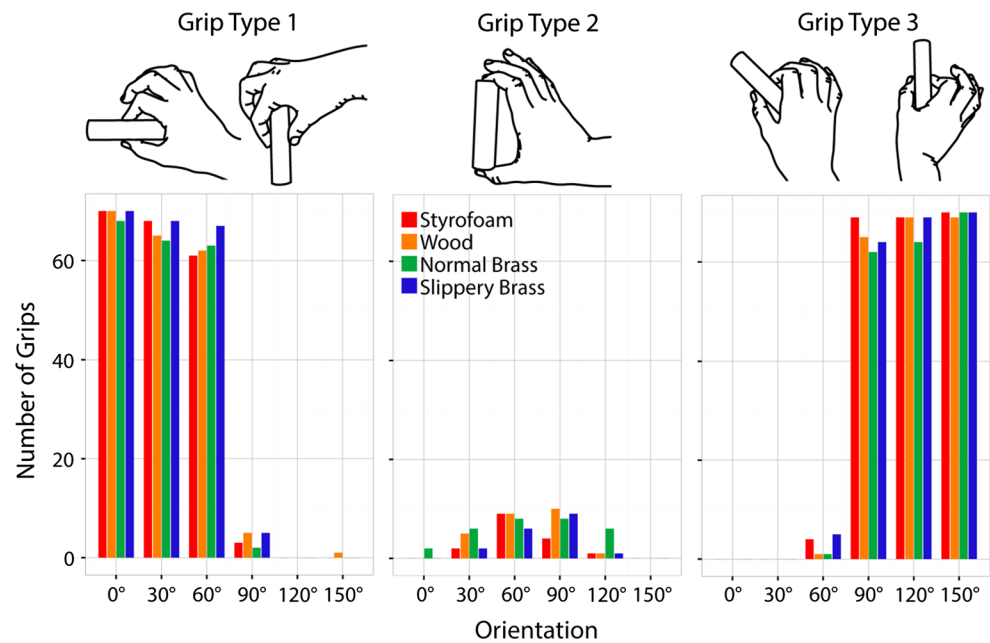 Grip Type 1
Grip Type 2
Grip Type 3
Styrofoam
Wood
Normal Brass
Slippery Brass
Number of Grips
60
40
20
0
0° 30° 60° 90° 120° 150°
0° 30° 60° 90° 120° 150°
0° 30° 60° 90° 120° 150°
Orientation